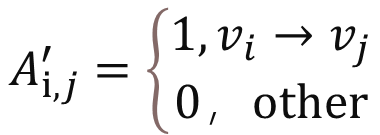 A′i,j = { 1, vi → vj
0 , other